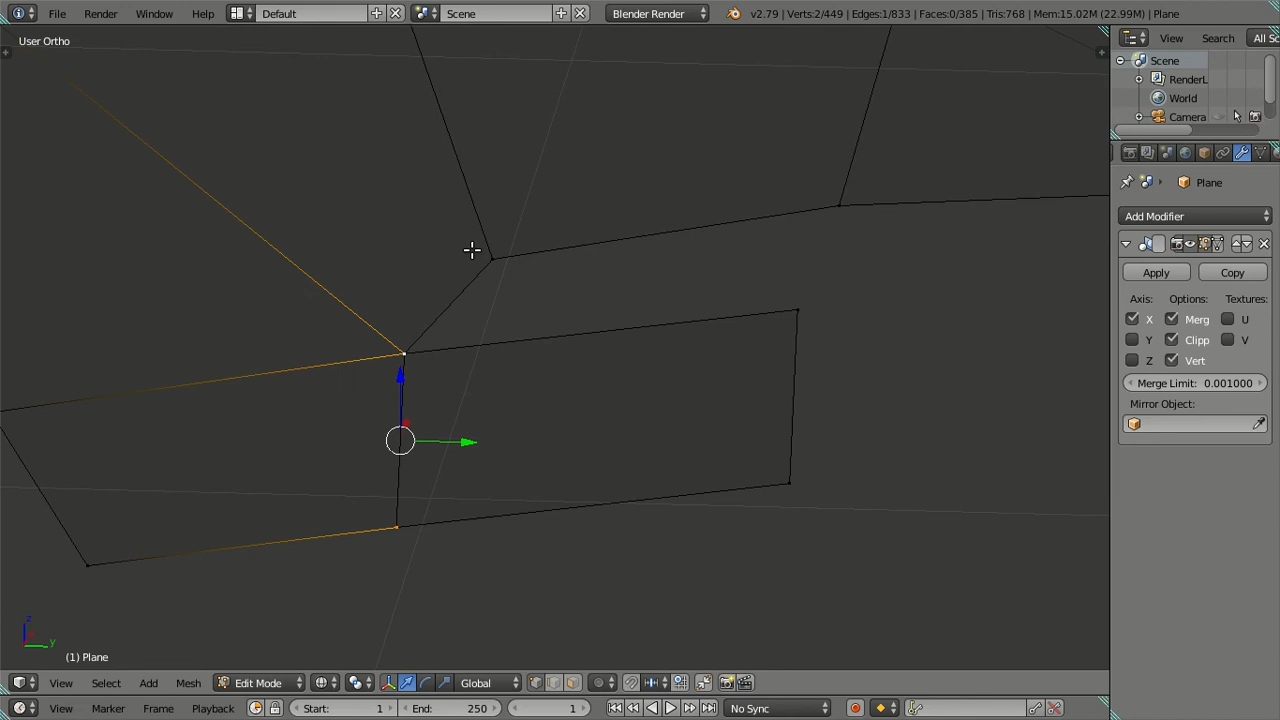 File Render Window Help Default Scene Blender Render v2.79 | Verts:2/449 | Edges:1/833 | Faces:0/385 | Tris:768 | Mem:15.02M (22.99M) | Plane
User Ortho
View Search All Sc
Scene
RenderL
World
Camera
Plane
Add Modifier
Apply Copy
Axis: Options: Textures:
X Merg U
Y Clipp V
Z Vert
Merge Limit: 0.001000
Mirror Object:
z
y
(1) Plane
View Select Add Mesh Edit Mode Global
View Marker Frame Playback Start: 1 End: 250 1 No Sync